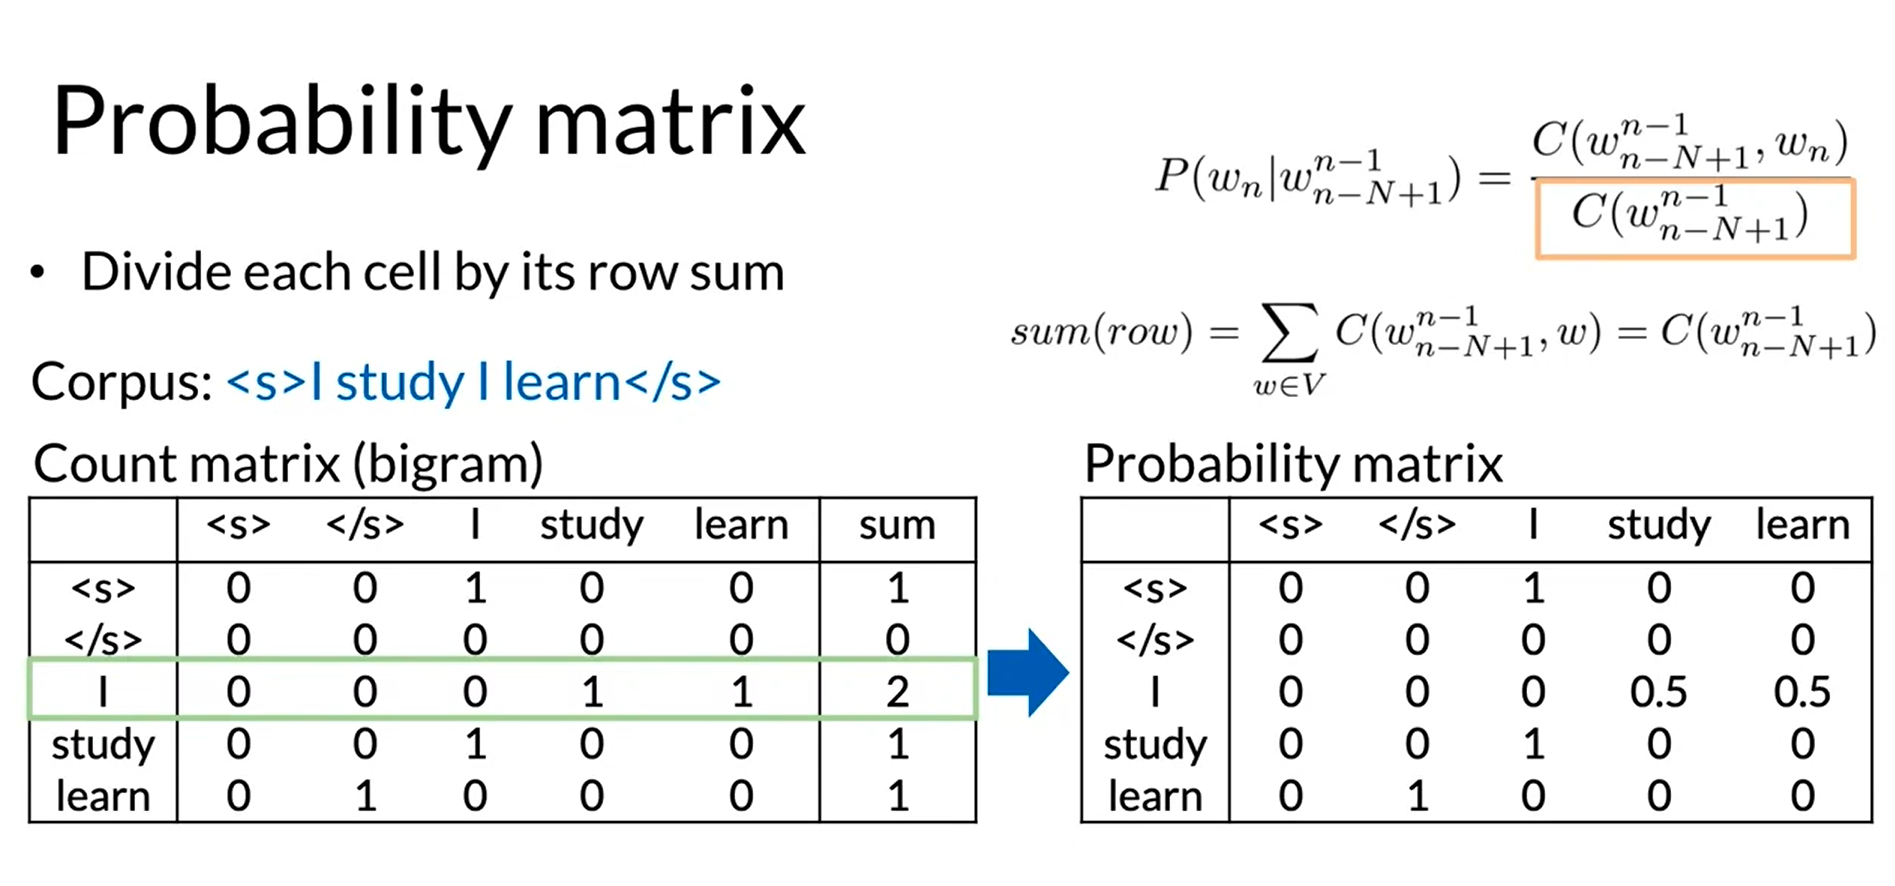 Probability matrix
P(w_n|w_{n-N+1}^{n-1}) = \frac{C(w_{n-N+1}^{n-1}, w_n)}{C(w_{n-N+1}^{n-1})}
• Divide each cell by its row sum
sum(row) = \sum_{w \in V} C(w_{n-N+1}^{n-1}, w) = C(w_{n-N+1}^{n-1})
Corpus: <s>I study I learn</s>
Count matrix (bigram)
<s> </s> I study learn sum
<s> 0 0 1 0 0 1
</s> 0 0 0 0 0 0
I 0 0 0 1 1 2
study 0 0 1 0 0 1
learn 0 1 0 0 0 1
Probability matrix
<s> </s> I study learn
<s> 0 0 1 0 0
</s> 0 0 0 0 0
I 0 0 0 0.5 0.5
study 0 0 1 0 0
learn 0 1 0 0 0